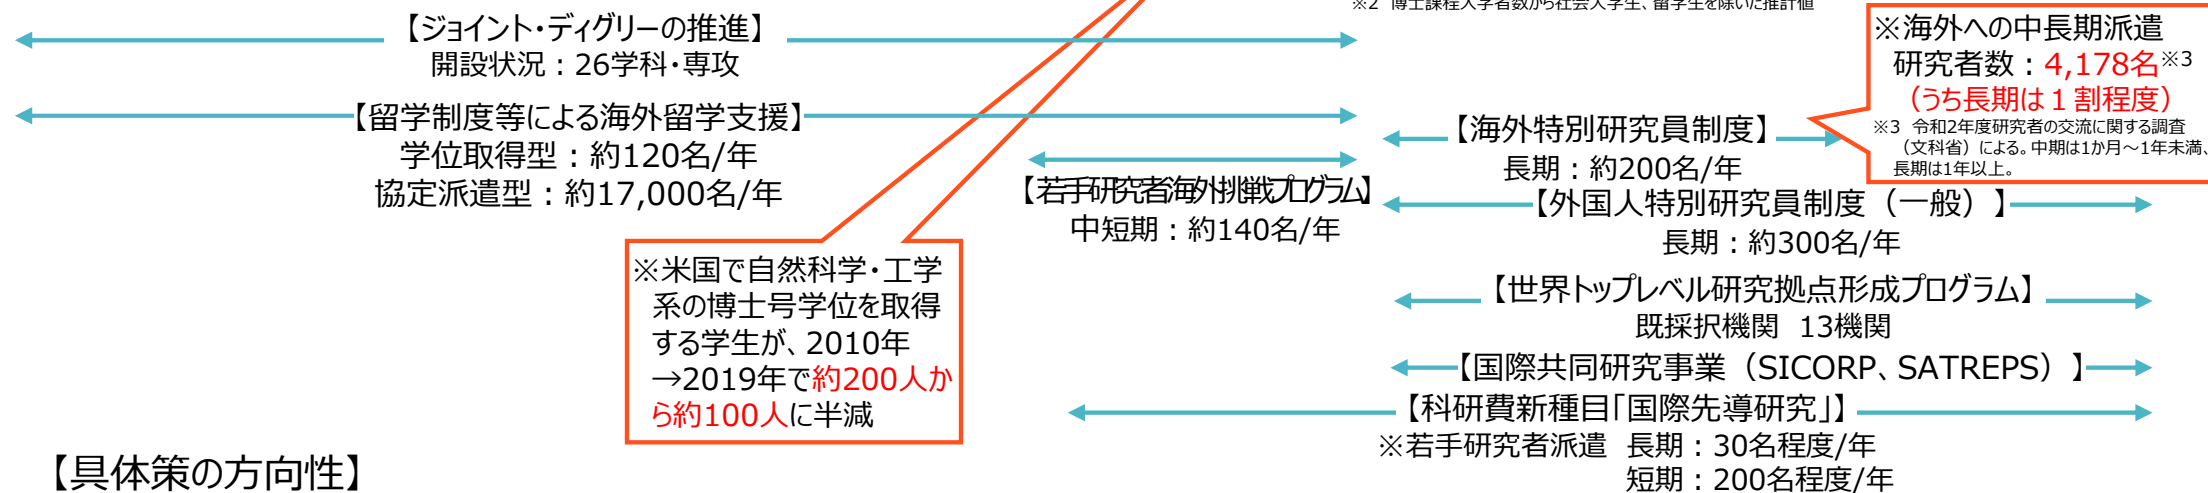 ※2 博士課程入学者数から社会人学生、留学生を除いた推計値
【ジョイント・ディグリーの推進】
開設状況：26学科・専攻
【留学制度等による海外留学支援】
学位取得型：約120名/年
協定派遣型：約17,000名/年
※米国で自然科学・工学
系の博士号学位を取得
する学生が、2010年
→2019年で約200人か
ら約100人に半減
【若手研究者海外挑戦プログラム】
中短期：約140名/年
※海外への中長期派遣
研究者数：4,178名※3
（うち長期は１割程度）
※3 令和2年度研究者の交流に関する調査
（文科省）による。中期は1か月～1年未満、
長期は1年以上。
【海外特別研究員制度】
長期：約200名/年
【外国人特別研究員制度（一般）】
長期：約300名/年
【世界トップレベル研究拠点形成プログラム】
既採択機関 13機関
【国際共同研究事業（SICORP、SATREPS）】
【科研費新種目「国際先導研究」】
※若手研究者派遣 長期：30名程度/年
短期：200名程度/年
【具体策の方向性】